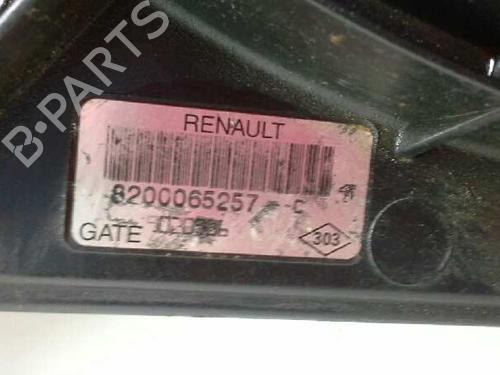 B-PARTS
RENAULT
8200065257 C
GATE
303